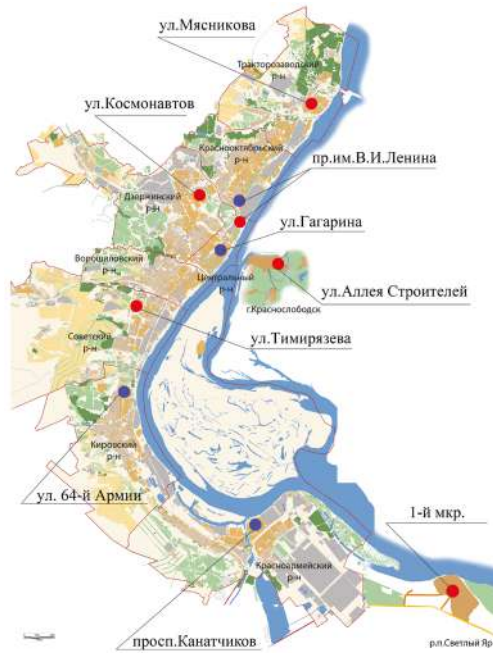 ул.Мясникова
Тракторозаводский
р-н
ул.Космонавтов
Краснооктябрьский
р-н
пр.им.В.И.Ленина
Дзержинский
р-н
ул.Гагарина
Ворошиловский
р-н
Центральный
р-н
ул.Аллея Строителей
г.Краснослободск
Советский
р-н
ул.Тимирязева
Кировский
р-н
ул. 64-й Армии
1-й мкр.
Красноармейский
р-н
просп.Канатчиков
р.п.Светлый Яр